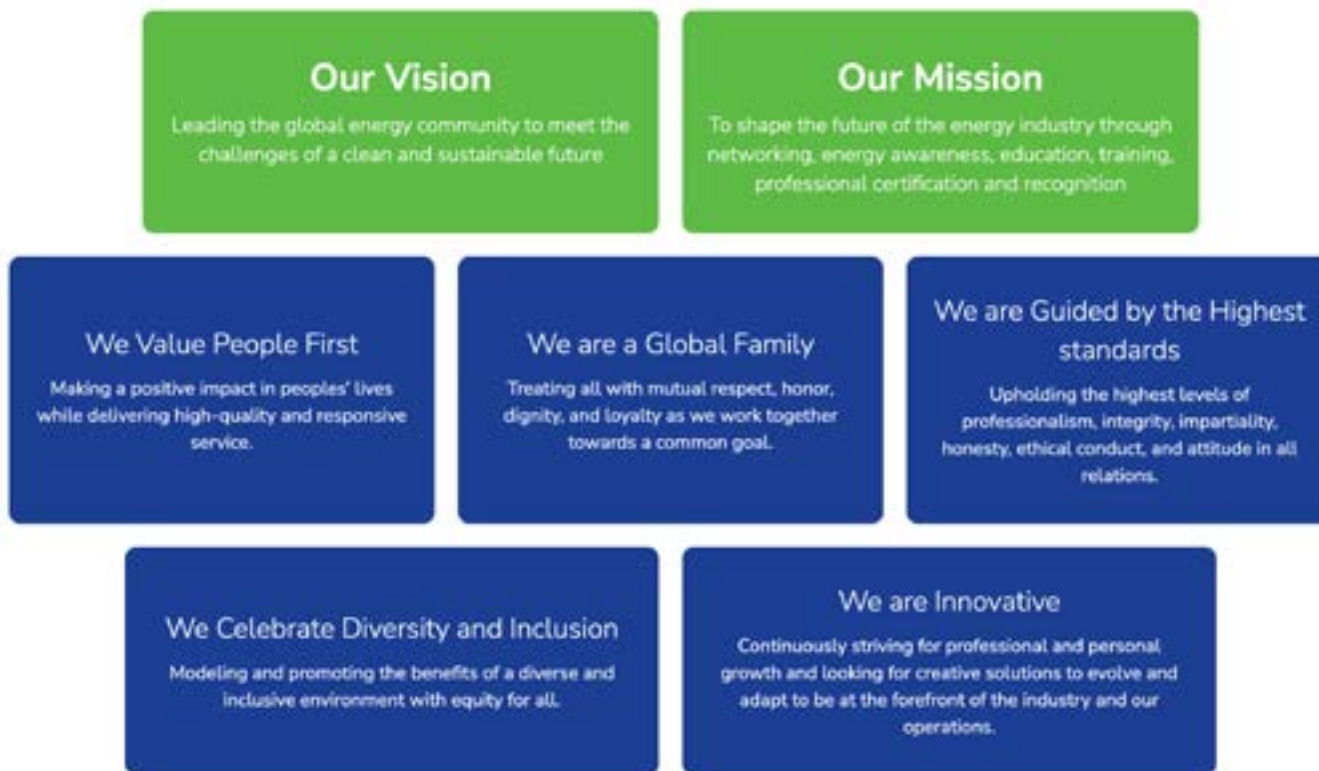 Our Vision
Leading the global energy community to meet the
challenges of a clean and sustainable future
Our Mission
To shape the future of the energy industry through
networking, energy awareness, education, training,
professional certification and recognition
We Value People First
Making a positive impact in peoples' lives
while delivering high-quality and responsive
service.
We are a Global Family
Treating all with mutual respect, honor,
dignity, and loyalty as we work together
towards a common goal.
We are Guided by the Highest
standards
Upholding the highest levels of
professionalism, integrity, impartiality,
honesty, ethical conduct, and attitude in all
relations.
We Celebrate Diversity and Inclusion
Modeling and promoting the benefits of a diverse and
inclusive environment with equity for all.
We are Innovative
Continuously striving for professional and personal
growth and looking for creative solutions to evolve and
adapt to be at the forefront of the industry and our
operations.